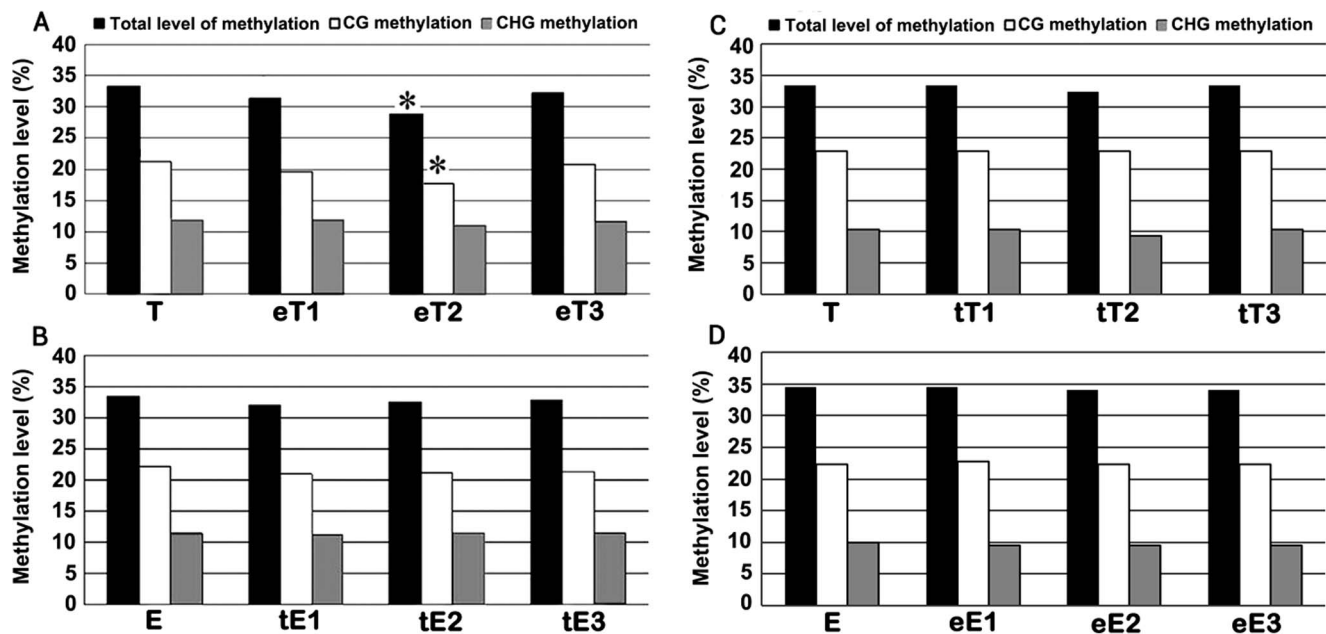 A
Total level of methylation CG methylation CHG methylation
Methylation level (%)
40
35
30
25
20
15
10
5
0
*
*
T eT1 eT2 eT3
B
Methylation level (%)
40
35
30
25
20
15
10
5
0
E tE1 tE2 tE3
C
Total level of methylation CG methylation CHG methylation
Methylation level (%)
40
35
30
25
20
15
10
5
0
T tT1 tT2 tT3
D
Methylation level (%)
40
35
30
25
20
15
10
5
0
E eE1 eE2 eE3